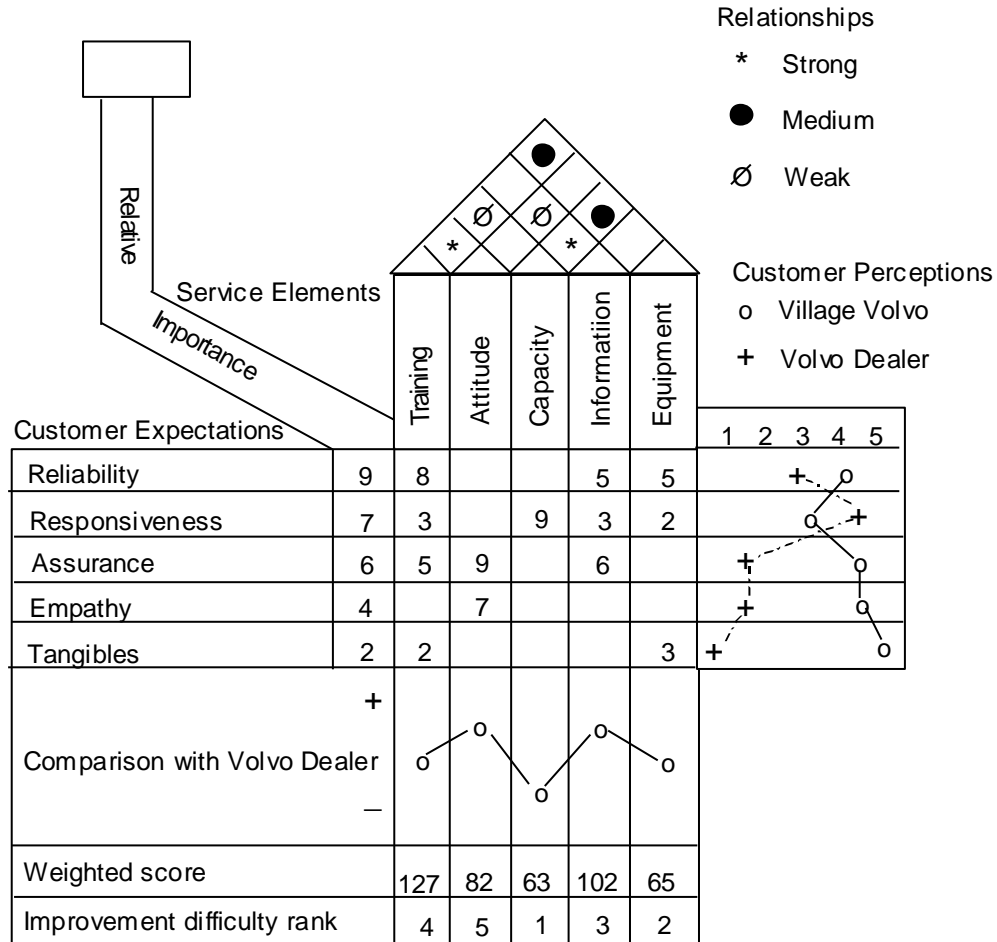 Relationships
* Strong
● Medium
Ø Weak
Relative
Importance
Service Elements
Customer Perceptions
o Village Volvo
+ Volvo Dealer
Training
Attitude
Capacity
Information
Equipment
Customer Expectations
1 2 3 4 5
Reliability 9 8 5 5
Responsiveness 7 3 9 3 2
Assurance 6 5 9 6
Empathy 4 7
Tangibles 2 2 3
+
Comparison with Volvo Dealer
–
Weighted score 127 82 63 102 65
Improvement difficulty rank 4 5 1 3 2